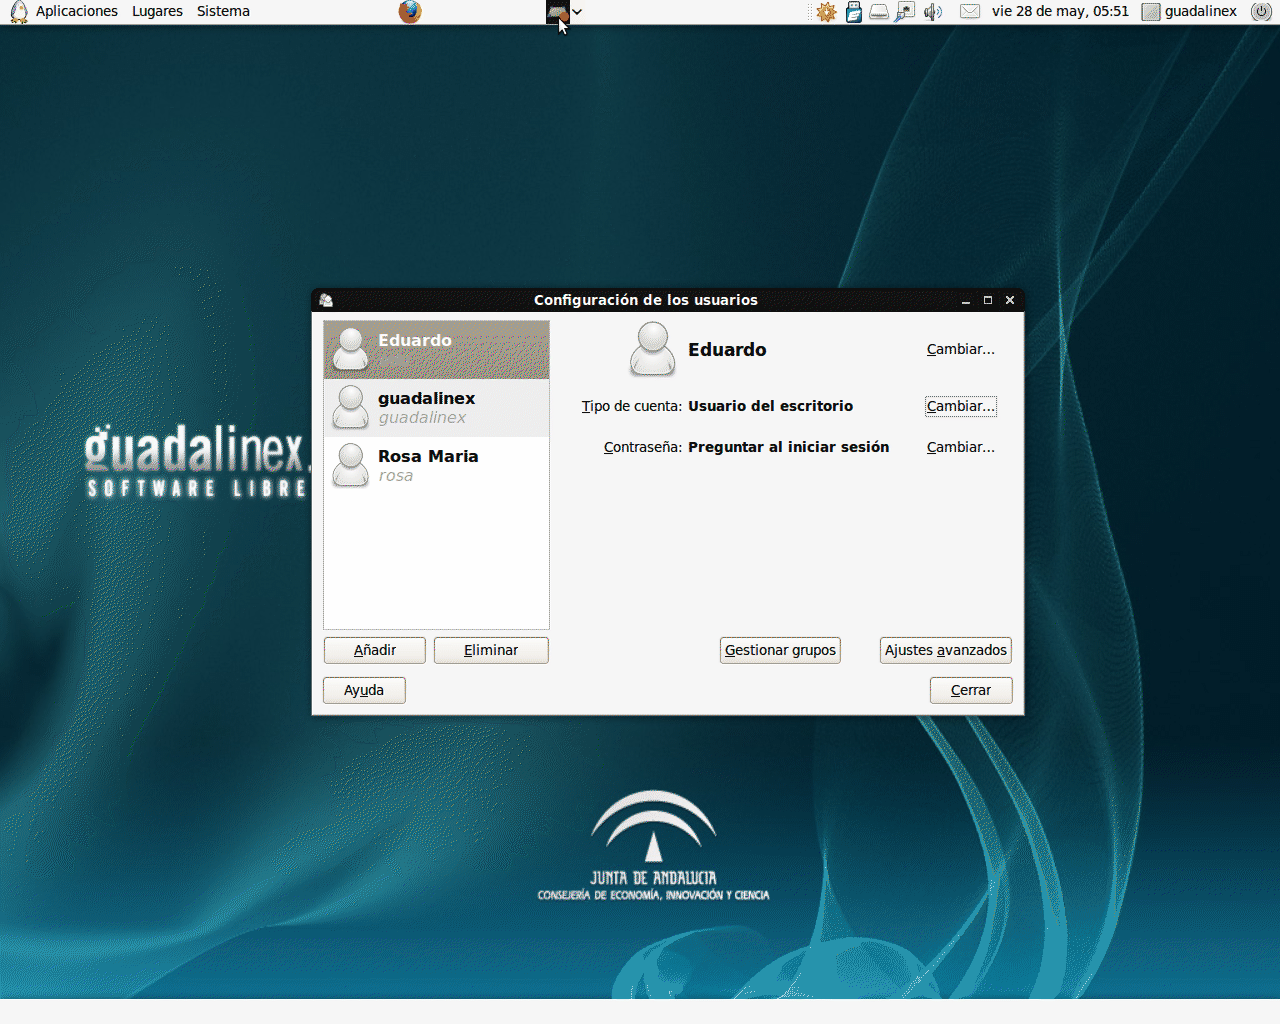 Aplicaciones Lugares Sistema vie 28 de may, 05:51 guadalinex
Configuración de los usuarios
Eduardo
guadalinex
guadalinex
Rosa Maria
rosa
Eduardo Cambiar...
Tipo de cuenta: Usuario del escritorio Cambiar...
Contraseña: Preguntar al iniciar sesión Cambiar...
Añadir Eliminar Gestionar grupos Ajustes avanzados
Ayuda Cerrar
guadalinex.
SOFTWARE LIBRE
JUNTA DE ANDALUCIA
CONSEJERÍA DE ECONOMÍA, INNOVACIÓN Y CIENCIA